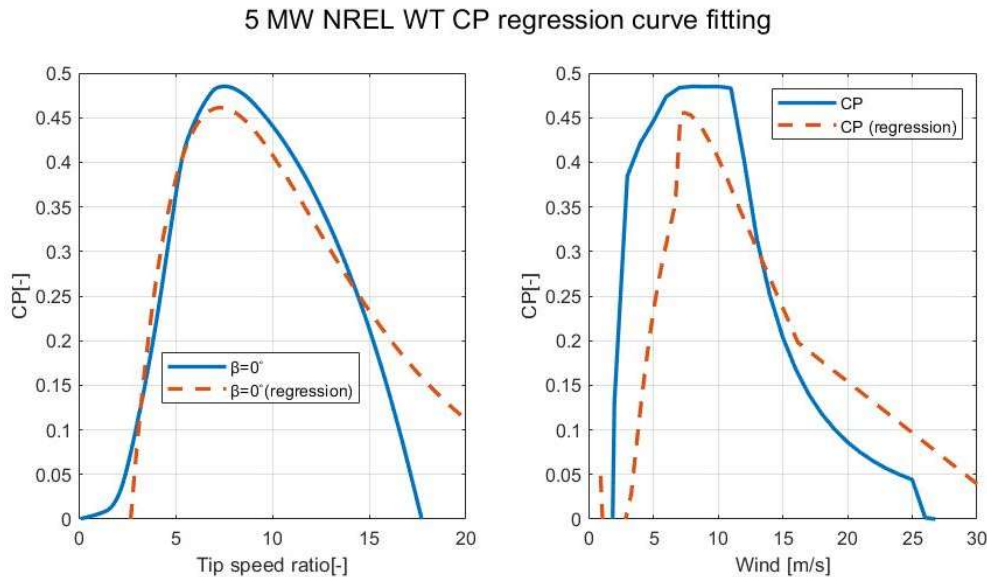 5 MW NREL WT CP regression curve fitting
0.5
0.45
0.4
0.35
0.3
0.25
0.2
0.15
0.1
0.05
0
CP[-]
β=0°
β=0°(regression)
0 5 10 15 20
Tip speed ratio[-]
0.5
0.45
0.4
0.35
0.3
0.25
0.2
0.15
0.1
0.05
0
CP[-]
CP
CP (regression)
0 5 10 15 20 25 30
Wind [m/s]